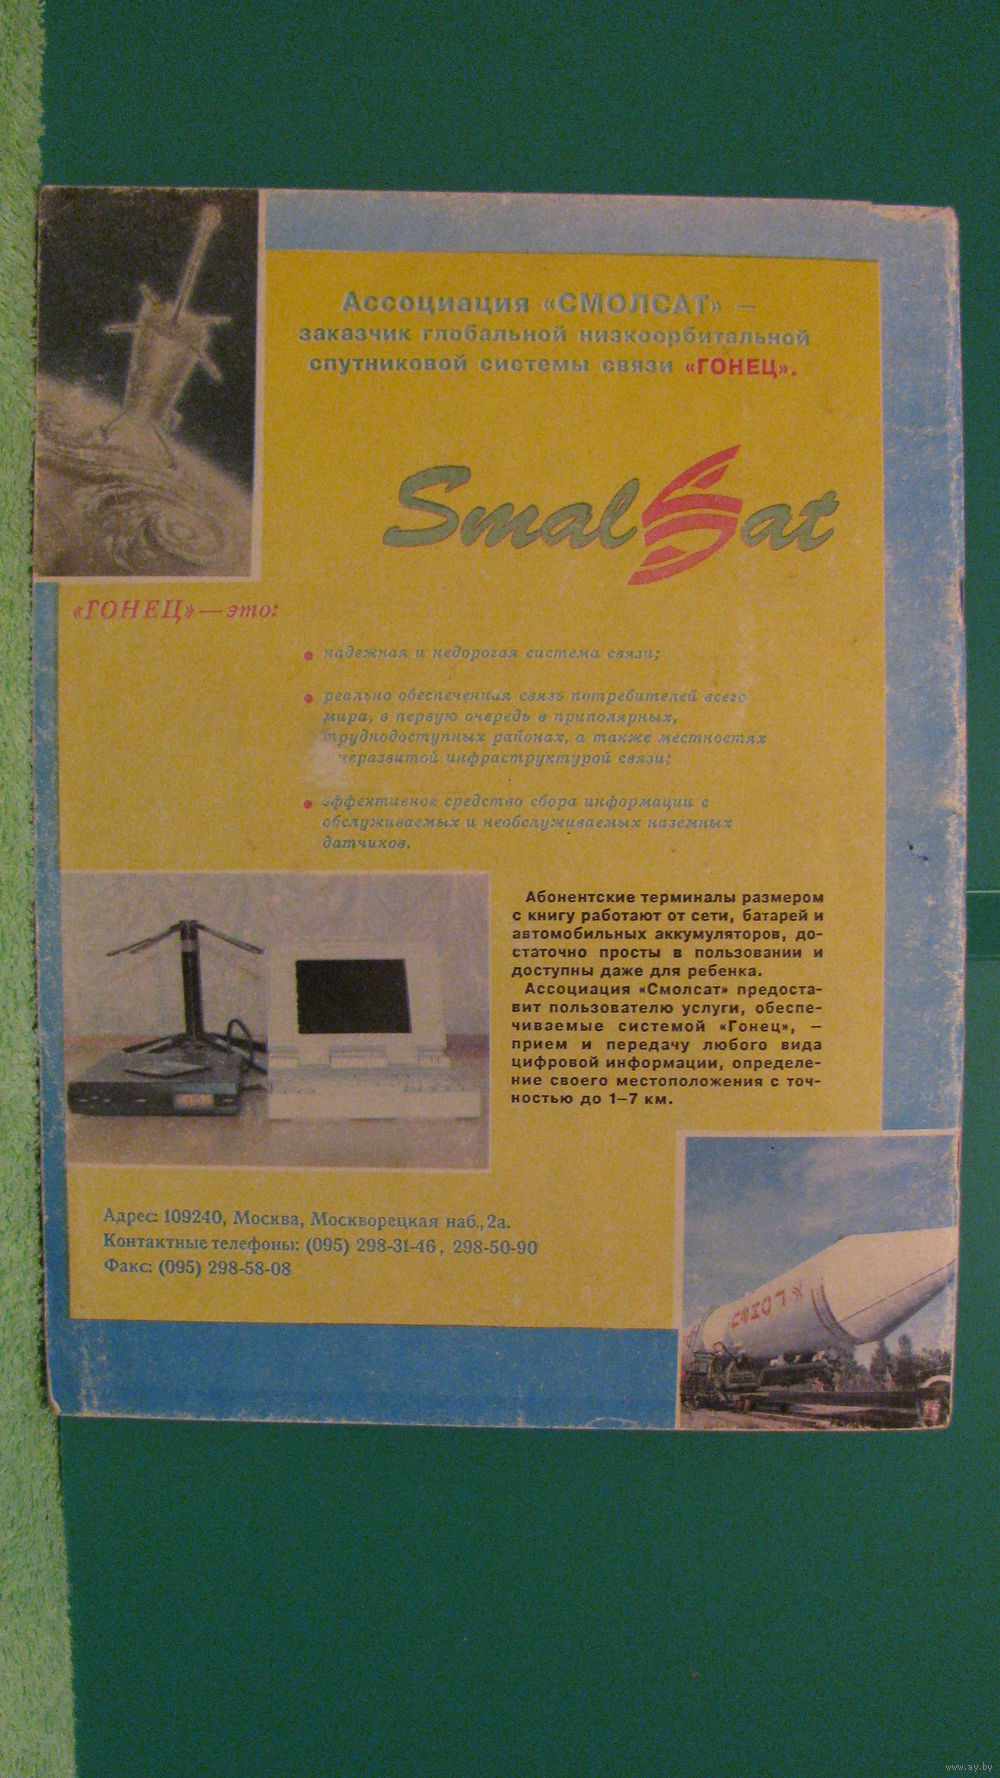 Ассоциация «СМОЛСАТ» –
заказчик глобальной низкоорбитальной
спутниковой системы связи «ГОНЕЦ».
SmalSat
«ГОНЕЦ» — это:
• надежная и недорогая система связи;
• реально обеспеченная связь потребителей всего
мира, в первую очередь в приполярных,
труднодоступных районах, а также местностях
неразвитой инфраструктурой связи;
• эффективное средство сбора информации с
обслуживаемых и необслуживаемых наземных
датчиков.
Абонентские терминалы размером
с книгу работают от сети, батарей и
автомобильных аккумуляторов, до-
статочно просты в пользовании и
доступны даже для ребенка.
Ассоциация «Смолсат» предоста-
вит пользователю услуги, обеспе-
чиваемые системой «Гонец», –
прием и передачу любого вида
цифровой информации, определе-
ние своего местоположения с точ-
ностью до 1–7 км.
Адрес: 109240, Москва, Москворецкая наб., 2а.
Контактные телефоны: (095) 298-31-46, 298-50-90
Факс: (095) 298-58-08
www.ay.by